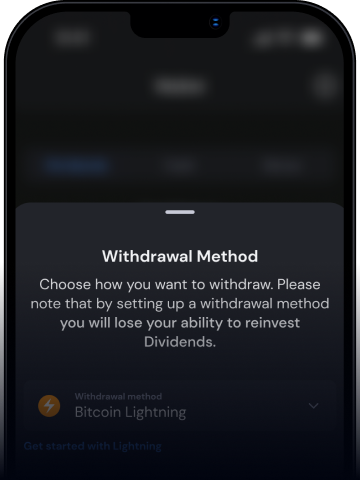 Withdrawal Method
Choose how you want to withdraw. Please
note that by setting up a withdrawal method
you will lose your ability to reinvest
Dividends.
Withdrawal method
Bitcoin Lightning
Get started with Lightning